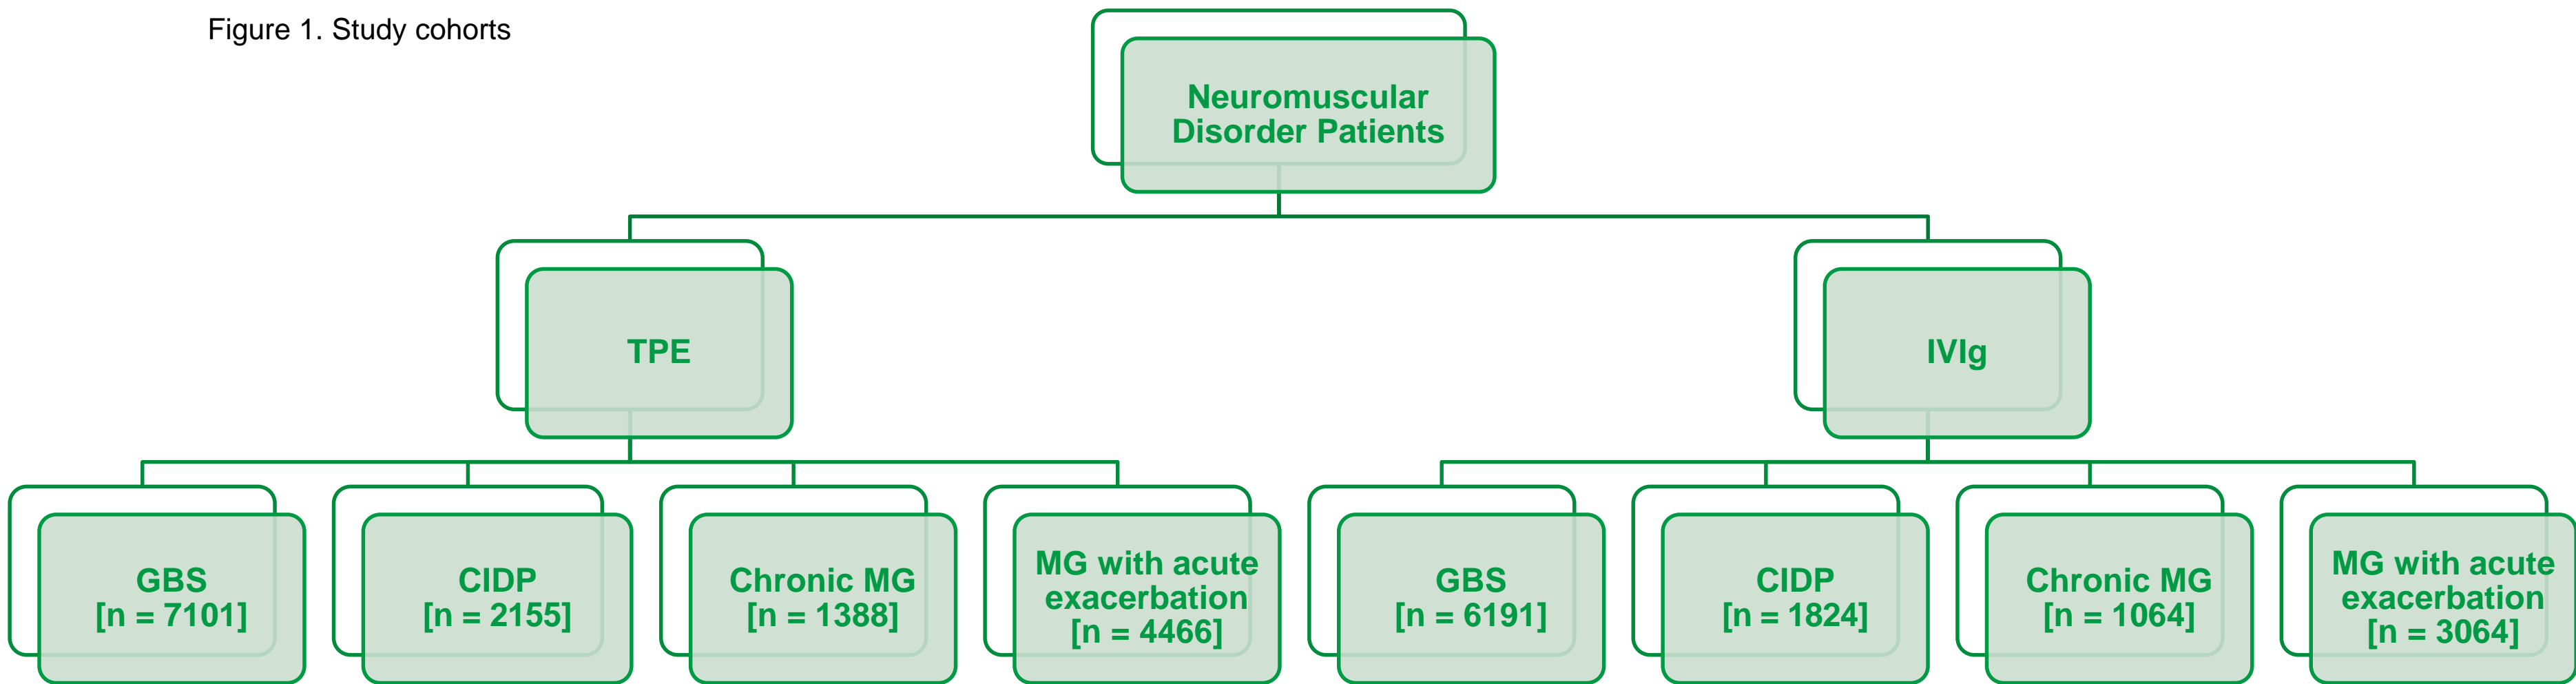 Figure 1. Study cohorts
Neuromuscular
Disorder Patients
TPE
IVIg
GBS
[n = 7101]
CIDP
[n = 2155]
Chronic MG
[n = 1388]
MG with acute
exacerbation
[n = 4466]
GBS
[n = 6191]
CIDP
[n = 1824]
Chronic MG
[n = 1064]
MG with acute
exacerbation
[n = 3064]